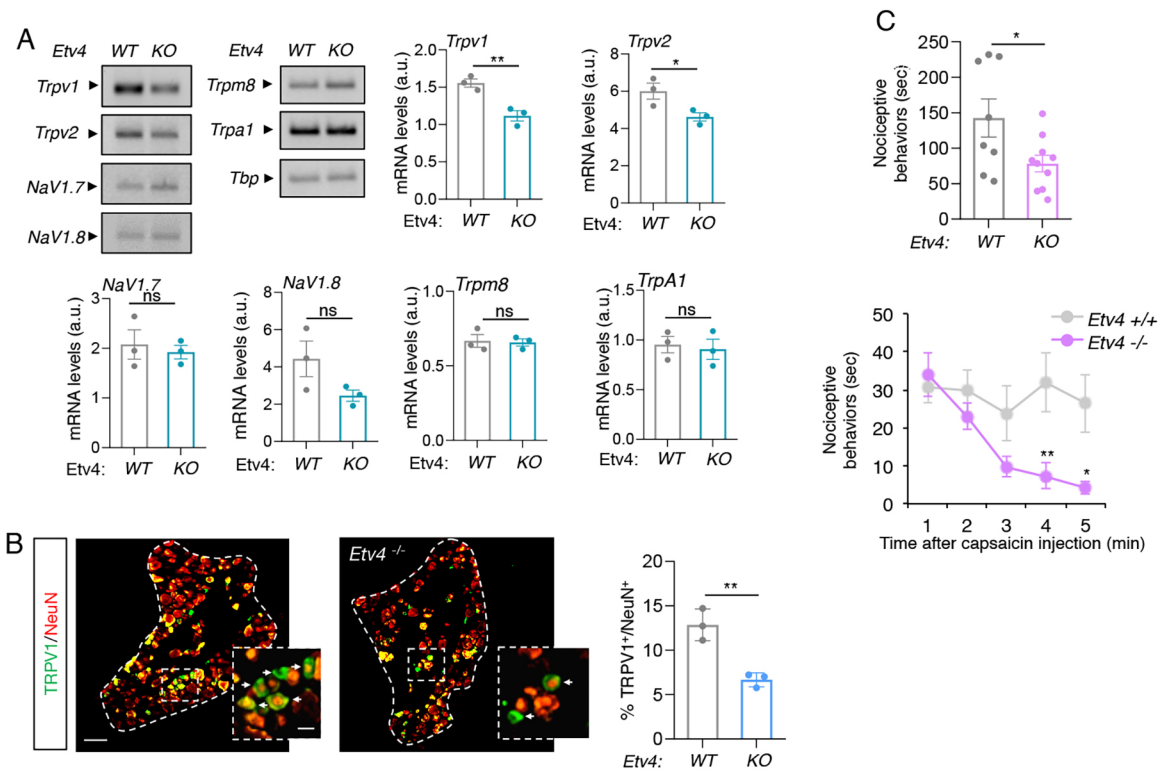 A
Etv4 WT KO
Trpv1
Trpv2
NaV1.7
NaV1.8
Etv4 WT KO
Trpm8
Trpa1
Tbp
Trpv1
mRNA levels (a.u.)
2.0
1.5
1.0
0.5
0.0
**
Etv4: WT KO
Trpv2
mRNA levels (a.u.)
8
6
4
2
0
*
Etv4: WT KO
NaV1.7
mRNA levels (a.u.)
3
2
1
0
ns
Etv4: WT KO
NaV1.8
mRNA levels (a.u.)
8
6
4
2
0
ns
Etv4: WT KO
Trpm8
mRNA levels (a.u.)
1.0
0.5
0.0
ns
Etv4: WT KO
TrpA1
mRNA levels (a.u.)
1.5
1.0
0.5
0.0
ns
Etv4: WT KO
B
TRPV1/NeuN
Etv4 -/-
% TRPV1+/NeuN+
20
15
10
5
0
**
Etv4: WT KO
C
Nociceptive
behaviors (sec)
250
200
150
100
50
0
*
Etv4: WT KO
Nociceptive
behaviors (sec)
50
40
30
20
10
0
Etv4 +/+
Etv4 -/-
**
*
1 2 3 4 5
Time after capsaicin injection (min)